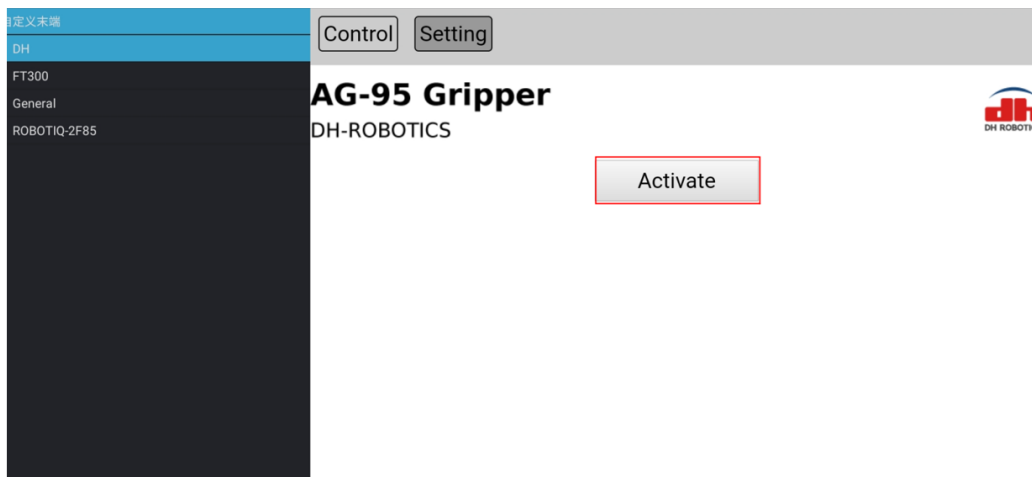 自定义末端
DH
FT300
General
ROBOTIQ-2F85
Control Setting
AG-95 Gripper
DH-ROBOTICS
dh
DH ROBOTI
Activate